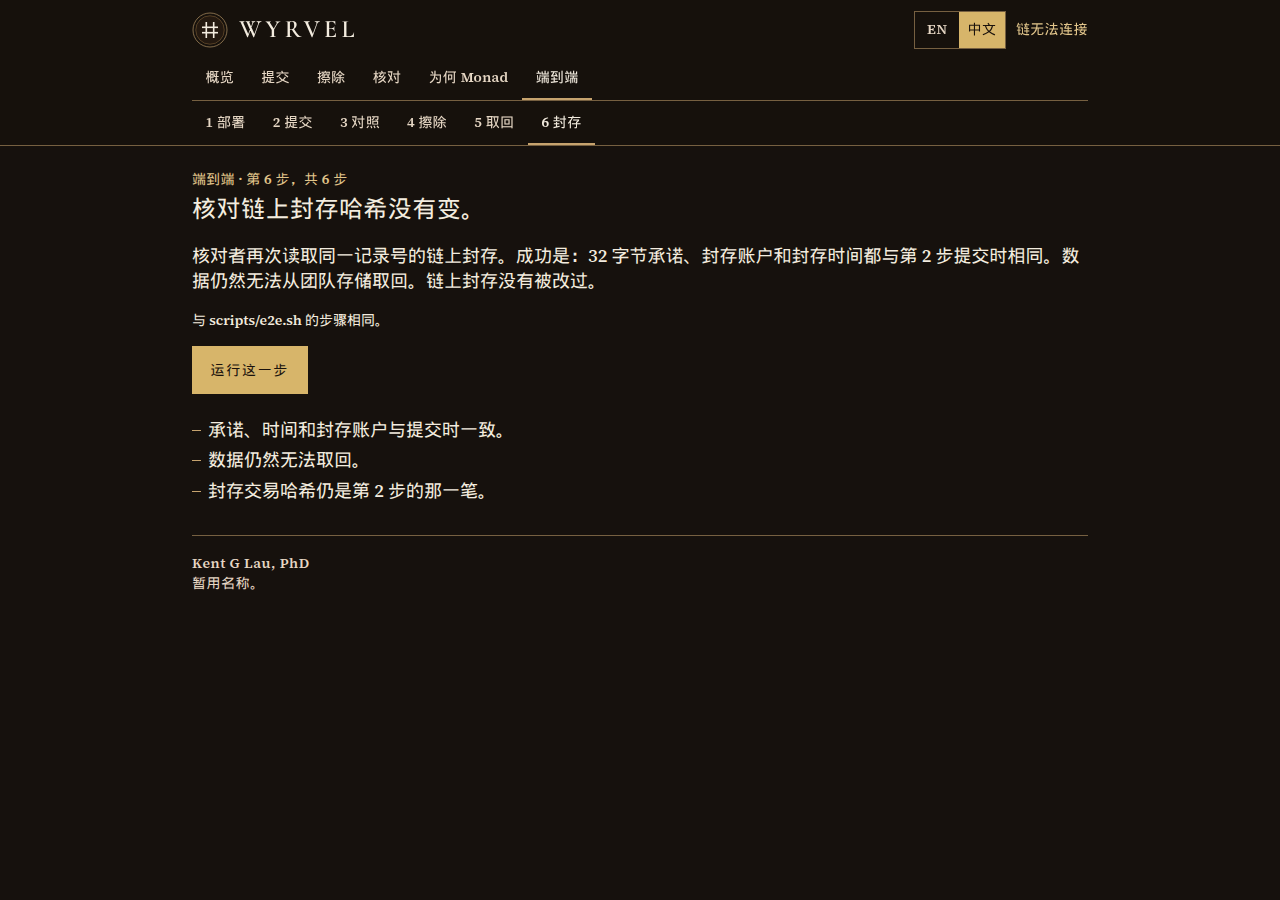 WYRVEL
EN 中文 链无法连接
概览 提交 擦除 核对 为何 Monad 端到端
1 部署 2 提交 3 对照 4 擦除 5 取回 6 封存
端到端 · 第 6 步，共 6 步
核对链上封存哈希没有变。
核对者再次读取同一记录号的链上封存。成功是：32 字节承诺、封存账户和封存时间都与第 2 步提交时相同。数
据仍然无法从团队存储取回。链上封存没有被改过。
与 scripts/e2e.sh 的步骤相同。
运行这一步
– 承诺、时间和封存账户与提交时一致。
– 数据仍然无法取回。
– 封存交易哈希仍是第 2 步的那一笔。
Kent G Lau, PhD
暂用名称。